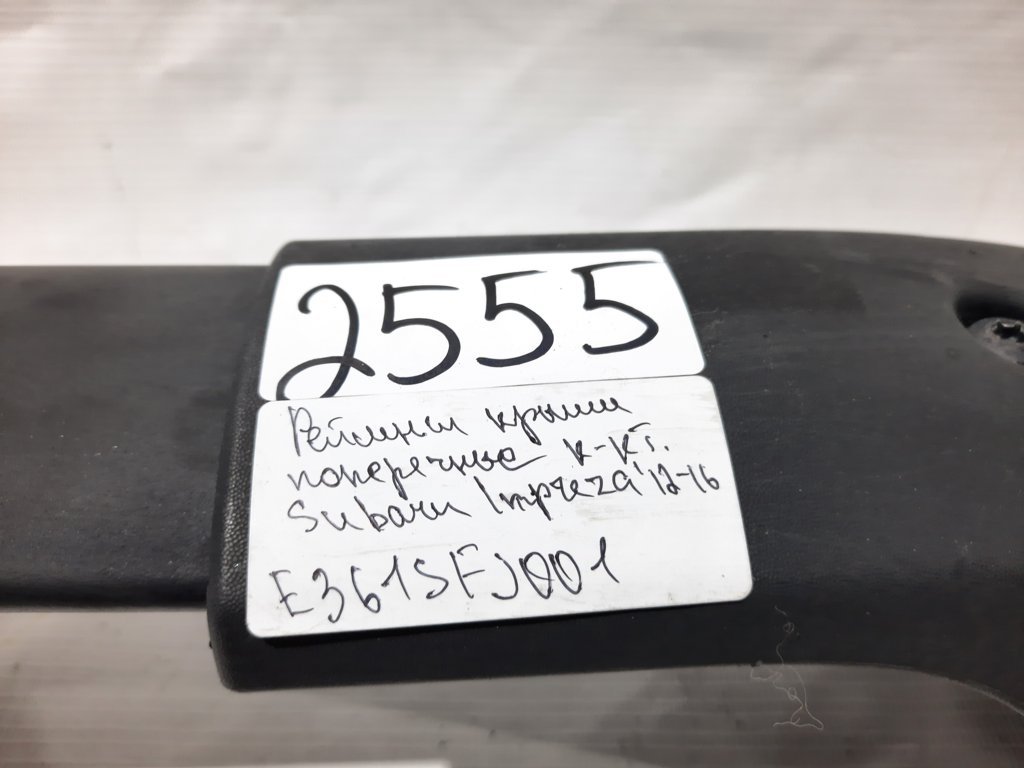 2555
Рейлинги крыши
поперечные к-кт.
Subaru Impreza'12-16
E361SFJ001